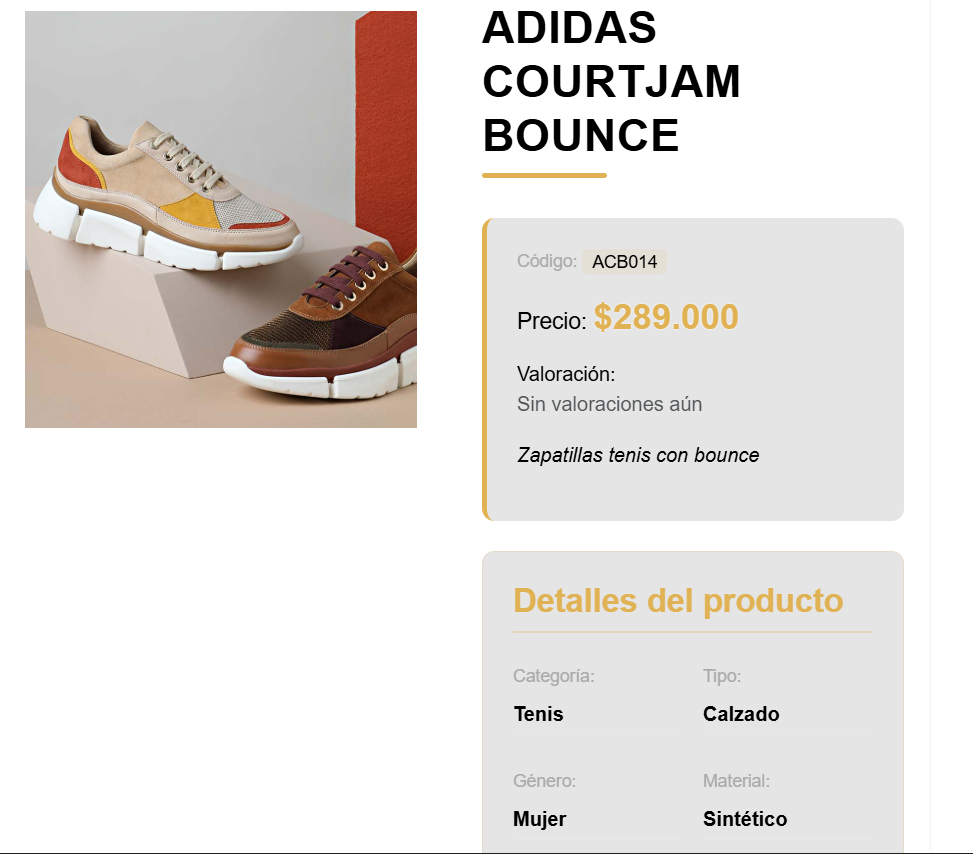 ADIDAS
COURTJAM
BOUNCE
Código: ACB014
Precio: $289.000
Valoración:
Sin valoraciones aún
Zapatillas tenis con bounce
Detalles del producto
Categoría: Tipo:
Tenis Calzado
Género: Material:
Mujer Sintético